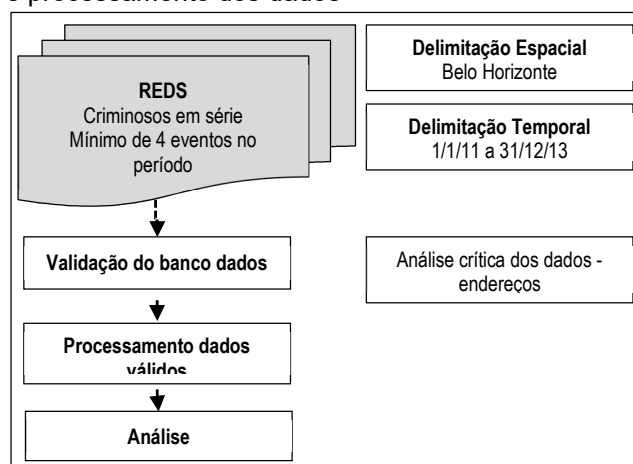 e processamento dos dados
REDS
Criminosos em série
Mínimo de 4 eventos no
período
Delimitação Espacial
Belo Horizonte
Delimitação Temporal
1/1/11 a 31/12/13
Validação do banco dados
Análise crítica dos dados -
endereços
Processamento dados
válidos
Análise